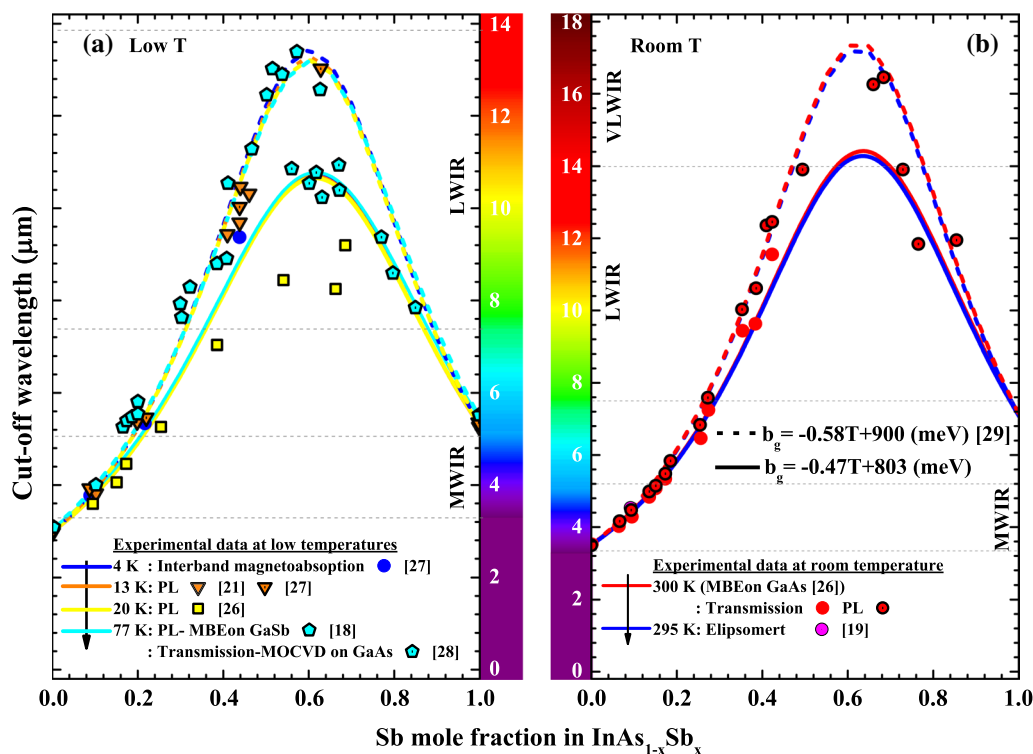 (a) Low T
14
12
10
8
6
4
2
0
LWIR
MWIR
Cut-off wavelength (μm)
Experimental data at low temperatures
4 K : Interband magnetoabsoption [27]
13 K: PL [21] [27]
20 K: PL [26]
77 K: PL- MBEon GaSb [18]
: Transmission-MOCVD on GaAs [28]
0.0 0.2 0.4 0.6 0.8 1.0
Room T (b)
18
16
14
12
10
8
6
4
2
0
VLWIR
LWIR
MWIR
b_g= -0.58T+900 (meV) [29]
b_g= -0.47T+803 (meV)
Experimental data at room temperature
300 K (MBEon GaAs [26])
: Transmission PL
295 K: Elipsomert [19]
0.0 0.2 0.4 0.6 0.8 1.0
Sb mole fraction in InAs_{1-x}Sb_x